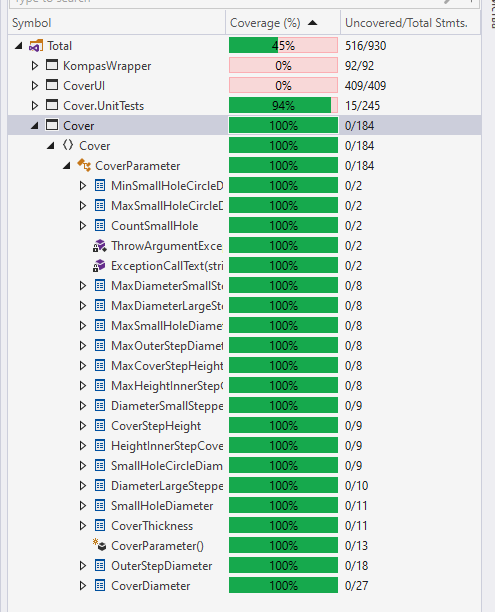 Type to search
Symbol Coverage (%) Uncovered/Total Stmts.
Total 45% 516/930
KompasWrapper 0% 92/92
CoverUI 0% 409/409
Cover.UnitTests 94% 15/245
Cover 100% 0/184
Cover 100% 0/184
CoverParameter 100% 0/184
MinSmallHoleCircleD 100% 0/2
MaxSmallHoleCircleD 100% 0/2
CountSmallHole 100% 0/2
ThrowArgumentExce 100% 0/2
ExceptionCallText(stri 100% 0/2
MaxDiameterSmallSt 100% 0/8
MaxDiameterLargeSt 100% 0/8
MaxSmallHoleDiamet 100% 0/8
MaxOuterStepDiamet 100% 0/8
MaxCoverStepHeight 100% 0/8
MaxHeightInnerStep 100% 0/8
DiameterSmallSteppe 100% 0/9
CoverStepHeight 100% 0/9
HeightInnerStepCove 100% 0/9
SmallHoleCircleDiam 100% 0/9
DiameterLargeSteppe 100% 0/10
SmallHoleDiameter 100% 0/11
CoverThickness 100% 0/11
CoverParameter() 100% 0/13
OuterStepDiameter 100% 0/18
CoverDiameter 100% 0/27